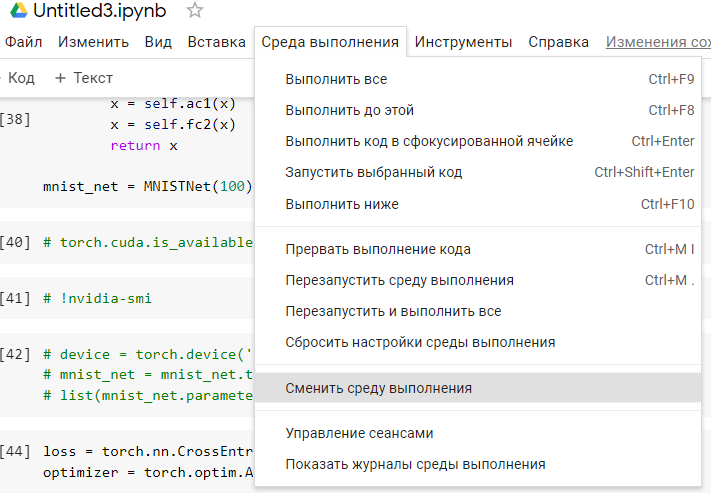 Untitled3.ipynb
Файл Изменить Вид Вставка Среда выполнения Инструменты Справка Изменения сох
Код + Текст
Выполнить все Ctrl+F9
Выполнить до этой Ctrl+F8
Выполнить код в сфокусированной ячейке Ctrl+Enter
Запустить выбранный код Ctrl+Shift+Enter
Выполнить ниже Ctrl+F10
Прервать выполнение кода Ctrl+M I
Перезапустить среду выполнения Ctrl+M .
Перезапустить и выполнить все
Сбросить настройки среды выполнения
Сменить среду выполнения
Управление сеансами
Показать журналы среды выполнения
[38] x = self.ac1(x)
x = self.fc2(x)
return x
mnist_net = MNISTNet(100)
[40] # torch.cuda.is_available
[41] # !nvidia-smi
[42] # device = torch.device('
# mnist_net = mnist_net.t
# list(mnist_net.paramete
[44] loss = torch.nn.CrossEntr
optimizer = torch.optim.A